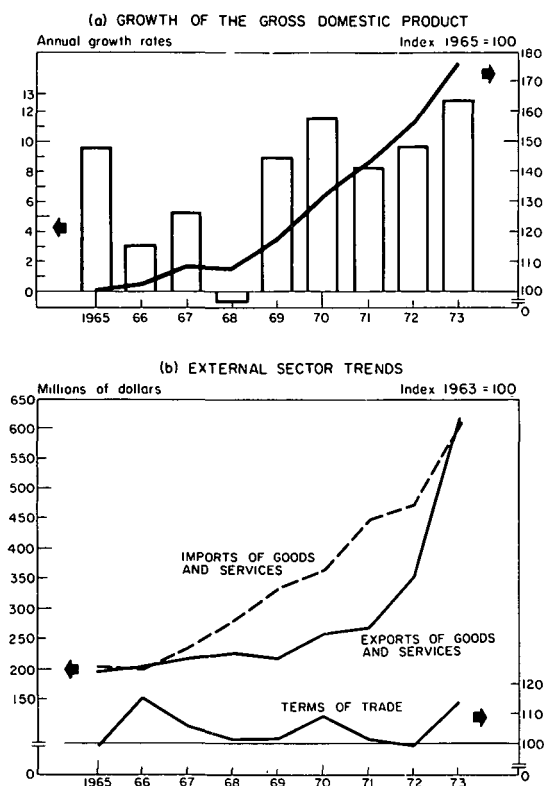 (a) GROWTH OF THE GROSS DOMESTIC PRODUCT
Annual growth rates
Index 1965 = 100
13
12
10
8
6
4
2
0
180
170
160
150
140
130
120
110
100
0
1965 66 67 68 69 70 71 72 73
(b) EXTERNAL SECTOR TRENDS
Millions of dollars
Index 1963 = 100
650
600
550
500
450
400
350
300
250
200
150
0
IMPORTS OF GOODS
AND SERVICES
EXPORTS OF GOODS
AND SERVICES
TERMS OF TRADE
120
110
100
0
1965 66 67 68 69 70 71 72 73